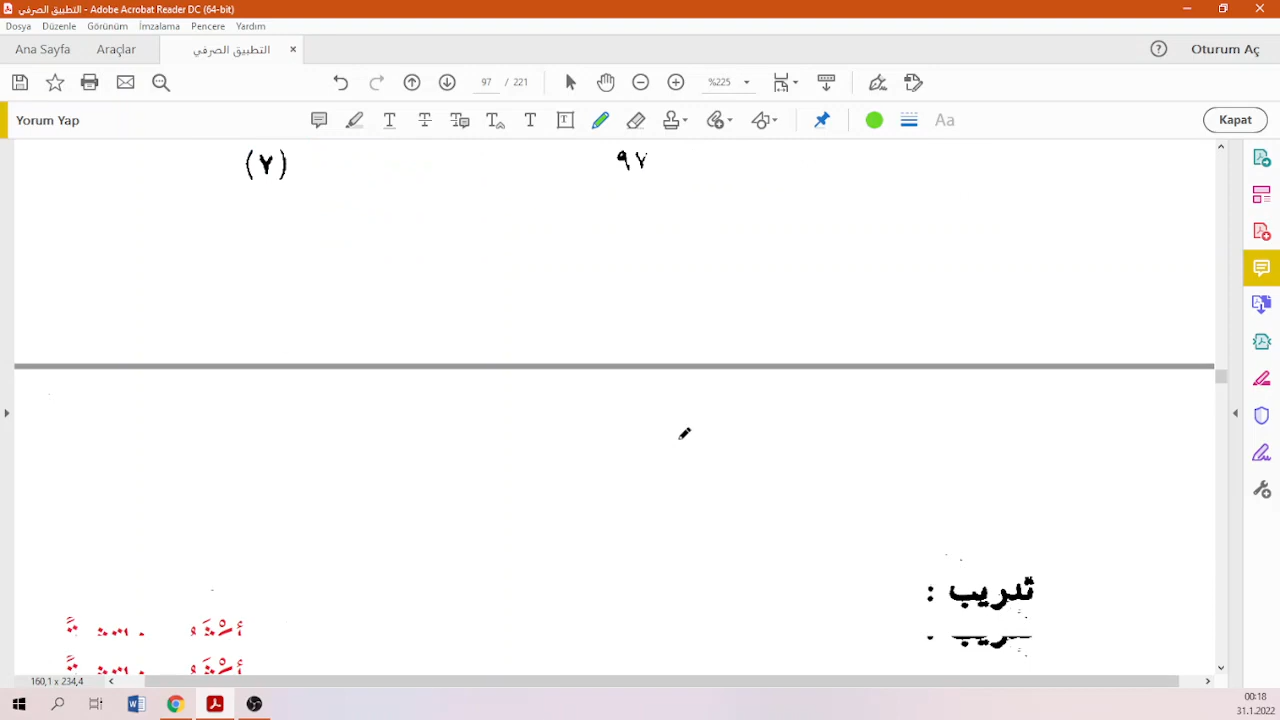 التطبيق الصرفي - Adobe Acrobat Reader DC (64-bit)
Dosya Düzenle Görünüm İmzalama Pencere Yardım
Ana Sayfa Araçlar التطبيق الصرفي × Oturum Aç
97 / 221 %225
Yorum Yap Aa Kapat
(٧) ٩٧
تدريب :
160,1 x 234,4
00:18
31.1.2022